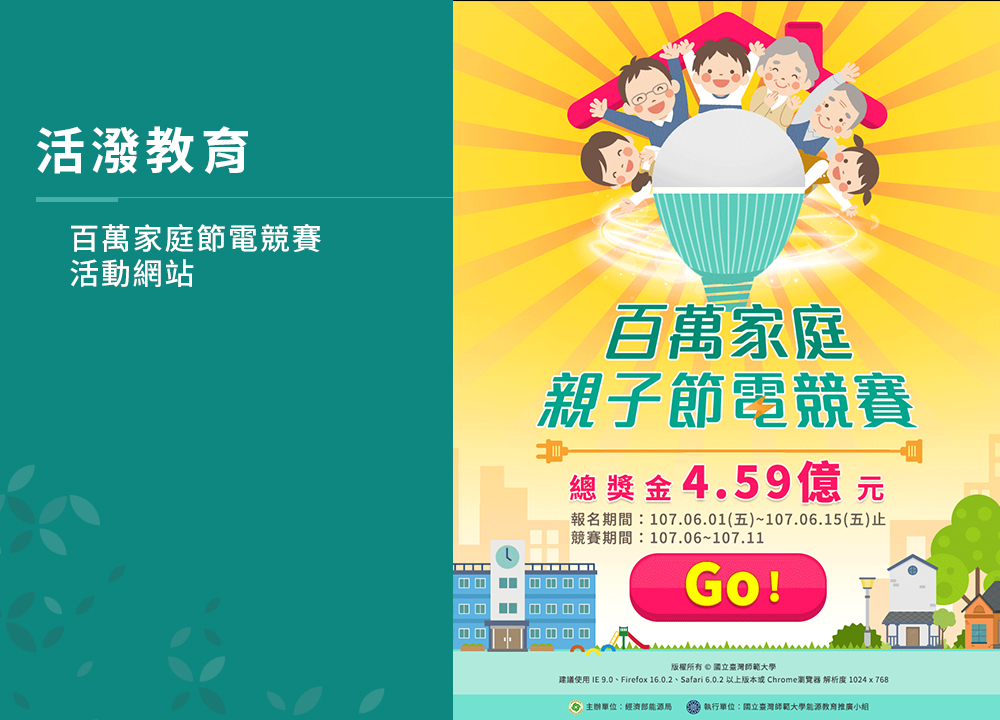 活潑教育
百萬家庭節電競賽
活動網站
百萬家庭
親子節電競賽
總獎金4.59億元
報名期間：107.06.01(五)~107.06.15(五)止
競賽期間：107.06~107.11
Go!
版權所有 © 國立臺灣師範大學
建議使用 IE 9.0、Firefox 16.0.2、Safari 6.0.2 以上版本或 Chrome瀏覽器 解析度 1024 x 768
主辦單位：經濟部能源局 執行單位：國立臺灣師範大學能源教育推廣小組